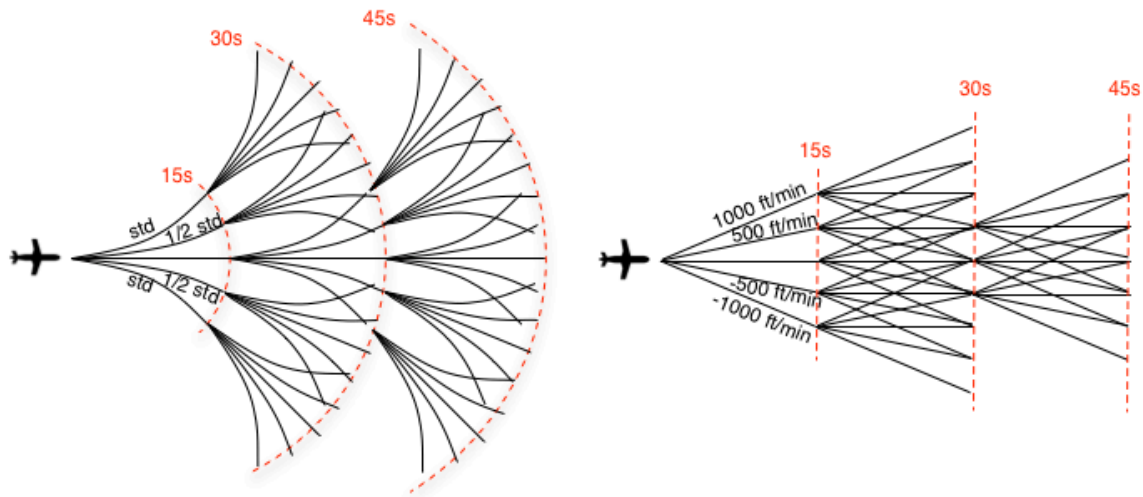 30s
45s
15s
std
1/2 std
std
1/2 std
15s
30s
45s
1000 ft/min
500 ft/min
-500 ft/min
-1000 ft/min